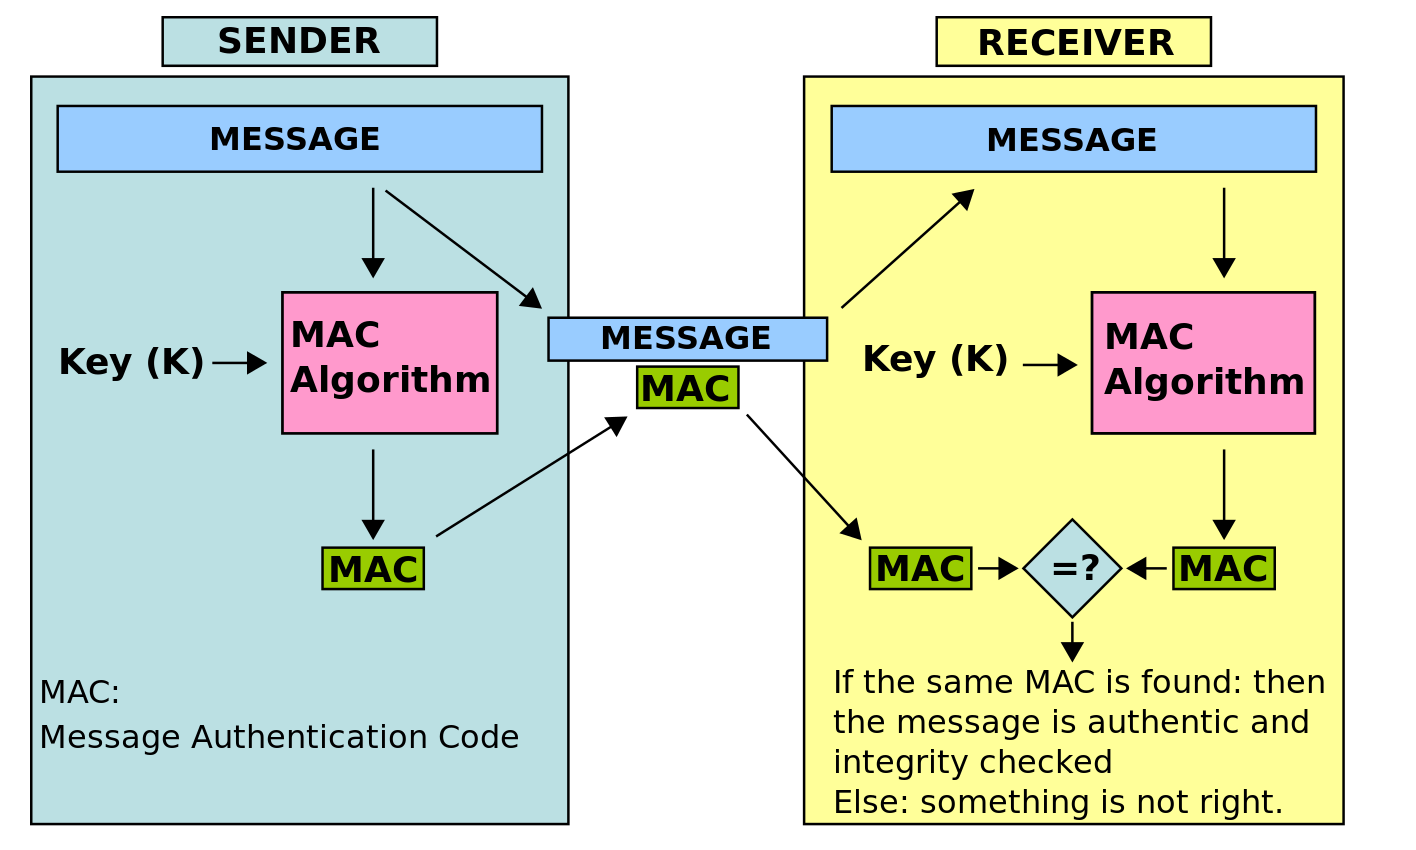 SENDER
MESSAGE
Key (K)
MAC
Algorithm
MAC
MAC:
Message Authentication Code
MESSAGE
MAC
RECEIVER
MESSAGE
Key (K)
MAC
Algorithm
MAC
=?
MAC
If the same MAC is found: then
the message is authentic and
integrity checked
Else: something is not right.